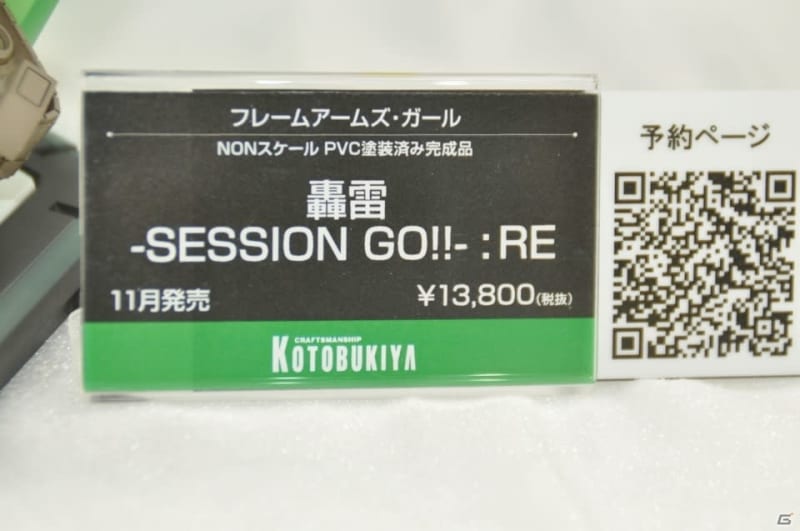 フレームアームズ・ガール
NONスケール PVC塗装済み完成品
轟雷
-SESSION GO!!- : RE
11月発売
¥13,800(税抜)
CRAFTSMANSHIP
KOTOBUKIYA
予約ページ